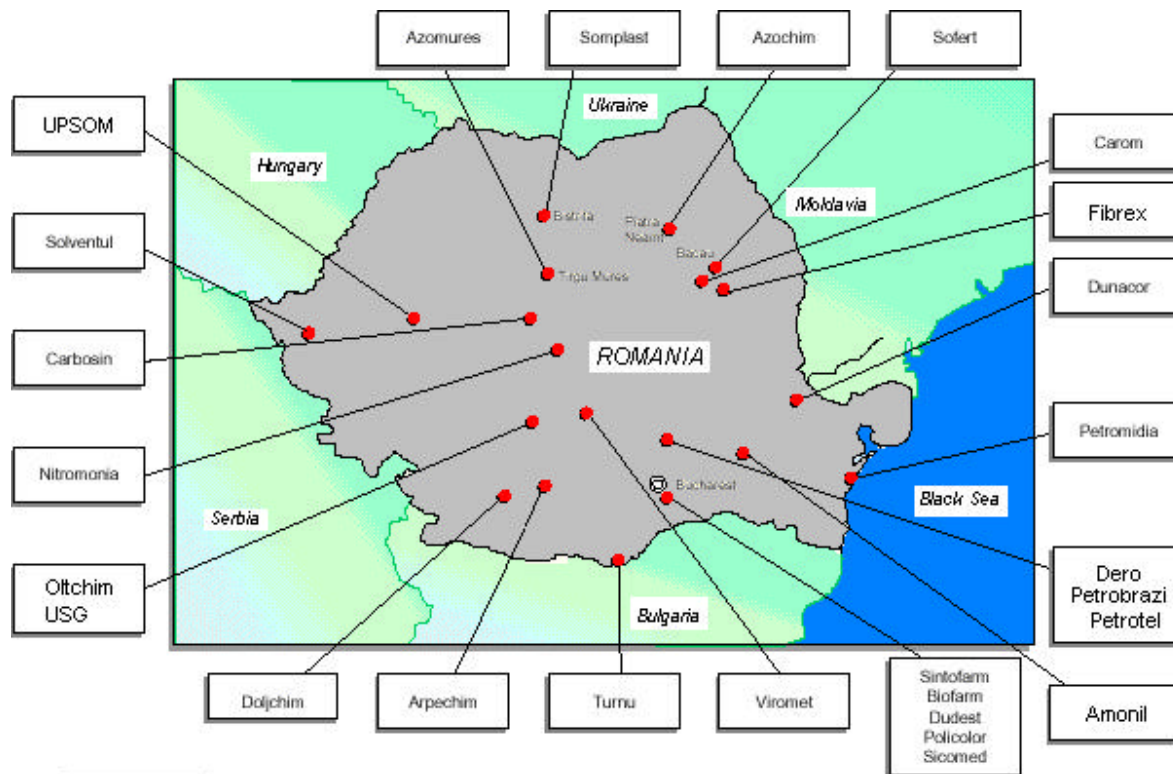 Azomures
Somplast
Azochim
Sofert
UPSOM
Ukraine
Carom
Hungary
Moldavia
Fibrex
Bistrita
Piatra
Neamt
Solventul
Bacau
Tirgu Mures
Dunacor
Carbosin
ROMANIA
Petromidia
Nitromonia
Bucharest
Black Sea
Serbia
Oltchim
USG
Dero
Petrobrazi
Petrotel
Bulgaria
Doljchim
Arpechim
Turnu
Viromet
Sintofarm
Biofarm
Dudest
Policolor
Sicomed
Amonil